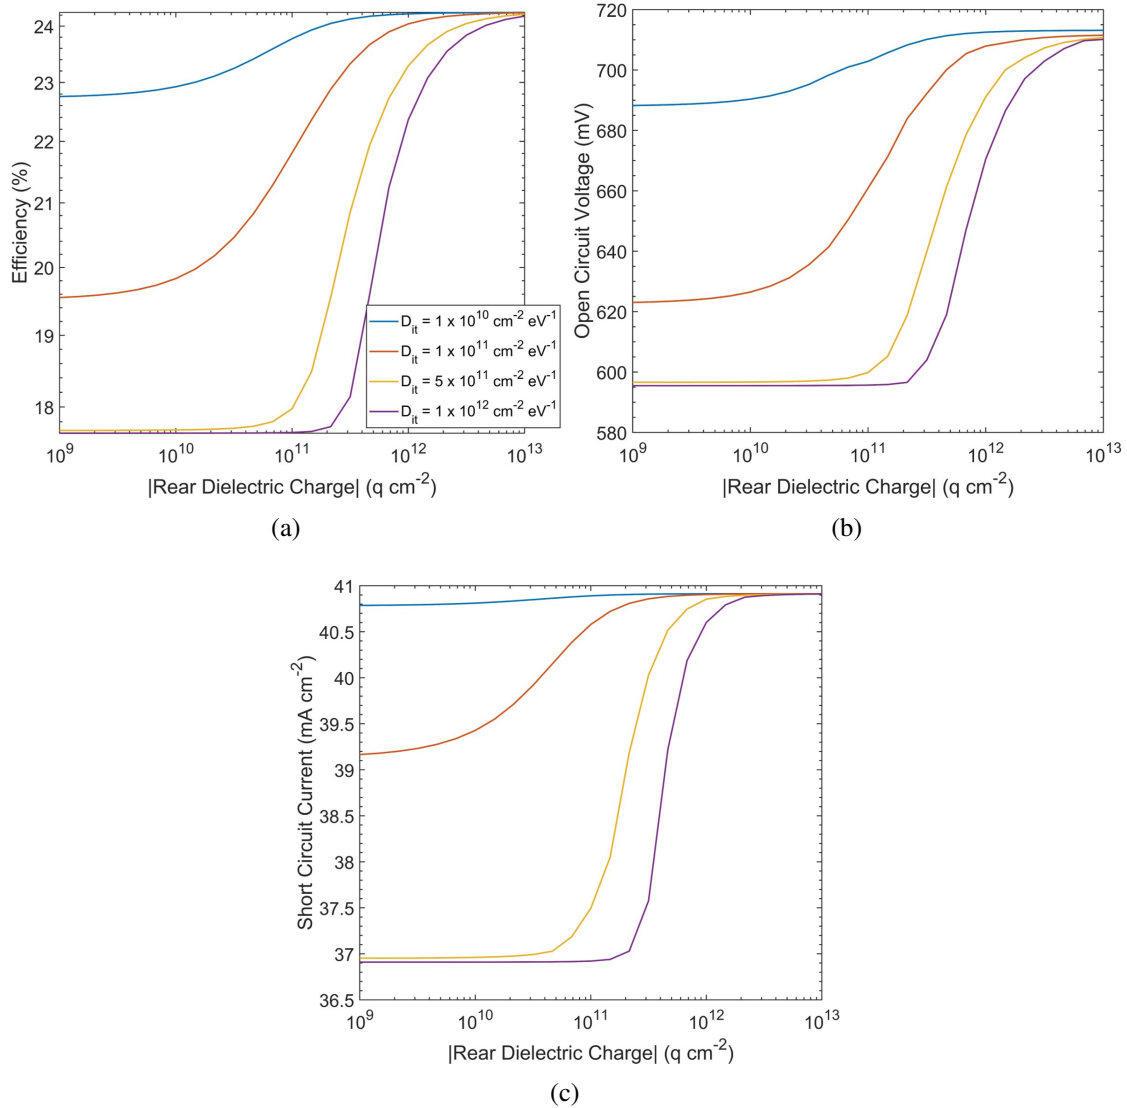 24
23
22
21
20
19
18
Efficiency (%)
D_it = 1 x 10^10 cm^-2 eV^-1
D_it = 1 x 10^11 cm^-2 eV^-1
D_it = 5 x 10^11 cm^-2 eV^-1
D_it = 1 x 10^12 cm^-2 eV^-1
10^9 10^10 10^11 10^12 10^13
|Rear Dielectric Charge| (q cm^-2)
(a)
720
700
680
660
640
620
600
580
Open Circuit Voltage (mV)
10^9 10^10 10^11 10^12 10^13
|Rear Dielectric Charge| (q cm^-2)
(b)
41
40.5
40
39.5
39
38.5
38
37.5
37
36.5
Short Circuit Current (mA cm^-2)
10^9 10^10 10^11 10^12 10^13
|Rear Dielectric Charge| (q cm^-2)
(c)